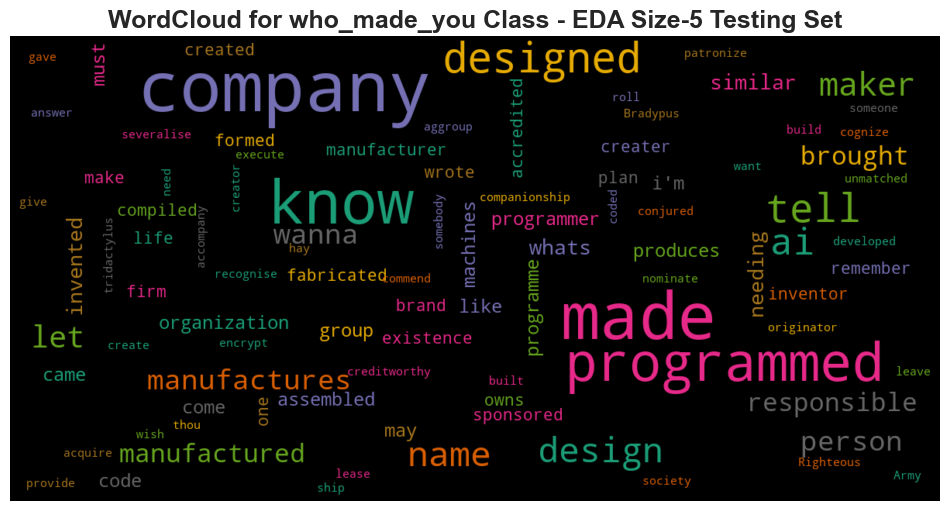 WordCloud for who_made_you Class - EDA Size-5 Testing Set
gave must created company designed patronize similar maker
answer severalise formed execute aggroup accredited roll Bradypus someone
manufacturer creater build cognize brought
make need creator know wrote companionship plan i'm want unmatched
give compiled accompany wanna somebody machines programmer coded conjured tell
invented tridactylus life hay whats produces needing ai developed
recognise fabricated commend programme nominate remember
firm brand like made inventor
let organization group existence originator
create encrypt programmed
came manufactures creditworthy built leave
come one assembled owns sponsored responsible
thou may
wish person
acquire manufactured name design Righteous
provide code lease ship society Army